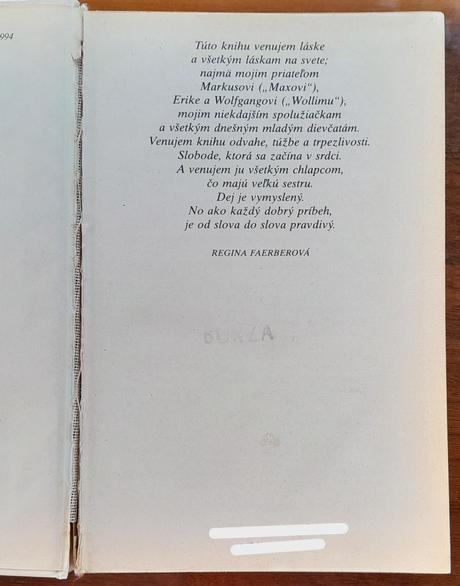 994
Túto knihu venujem láske
a všetkým láskam na svete;
najmä mojim priateľom
Markusovi („Maxovi“),
Erike a Wolfgangovi („Wollimu“),
mojim niekdajším spolužiačkam
a všetkým dnešným mladým dievčatám.
Venujem knihu odvahe, túžbe a trpezlivosti.
Slobode, ktorá sa začína v srdci.
A venujem ju všetkým chlapcom,
čo majú veľkú sestru.
Dej je vymyslený.
No ako každý dobrý príbeh,
je od slova do slova pravdivý.
REGINA FAERBEROVÁ
BURZA